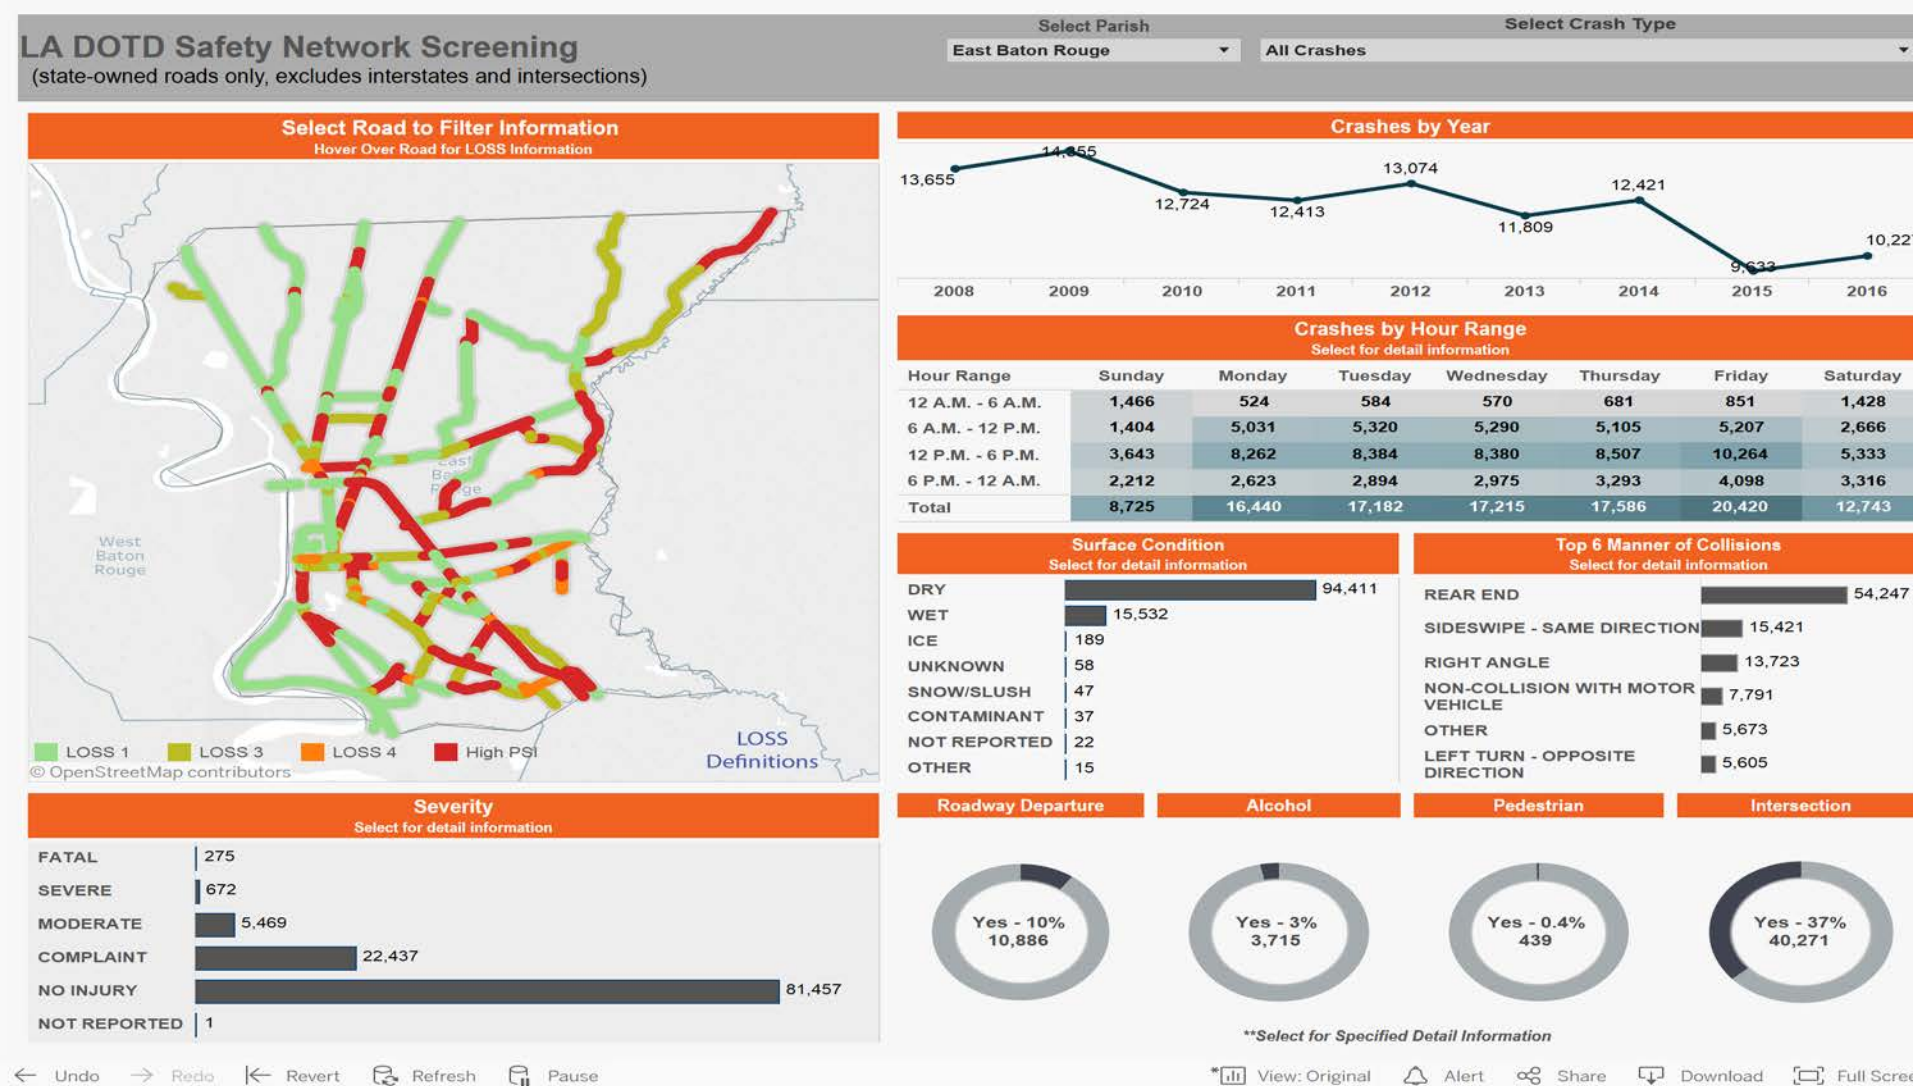 LA DOTD Safety Network Screening
(state-owned roads only, excludes interstates and intersections)
Select Parish
East Baton Rouge
Select Crash Type
All Crashes
Select Road to Filter Information
Hover Over Road for LOSS Information
East
Baton
Rouge
West
Baton
Rouge
LOSS 1
LOSS 3
LOSS 4
High PSI
LOSS
Definitions
© OpenStreetMap contributors
Crashes by Year
13,655
14,355
12,724
12,413
13,074
11,809
12,421
9,633
10,22
2008 2009 2010 2011 2012 2013 2014 2015 2016
Crashes by Hour Range
Select for detail information
Hour Range Sunday Monday Tuesday Wednesday Thursday Friday Saturday
12 A.M. - 6 A.M. 1,466 524 584 570 681 851 1,428
6 A.M. - 12 P.M. 1,404 5,031 5,320 5,290 5,105 5,207 2,666
12 P.M. - 6 P.M. 3,643 8,262 8,384 8,380 8,507 10,264 5,333
6 P.M. - 12 A.M. 2,212 2,623 2,894 2,975 3,293 4,098 3,316
Total 8,725 16,440 17,182 17,215 17,586 20,420 12,743
Surface Condition
Select for detail information
DRY 94,411
WET 15,532
ICE 189
UNKNOWN 58
SNOW/SLUSH 47
CONTAMINANT 37
NOT REPORTED 22
OTHER 15
Top 6 Manner of Collisions
Select for detail information
REAR END 54,247
SIDESWIPE - SAME DIRECTION 15,421
RIGHT ANGLE 13,723
NON-COLLISION WITH MOTOR
VEHICLE 7,791
OTHER 5,673
LEFT TURN - OPPOSITE
DIRECTION 5,605
Severity
Select for detail information
FATAL 275
SEVERE 672
MODERATE 5,469
COMPLAINT 22,437
NO INJURY 81,457
NOT REPORTED 1
Roadway Departure
Yes - 10%
10,886
Alcohol
Yes - 3%
3,715
Pedestrian
Yes - 0.4%
439
Intersection
Yes - 37%
40,271
**Select for Specified Detail Information
Undo Redo Revert Refresh Pause
* View: Original Alert Share Download Full Scree